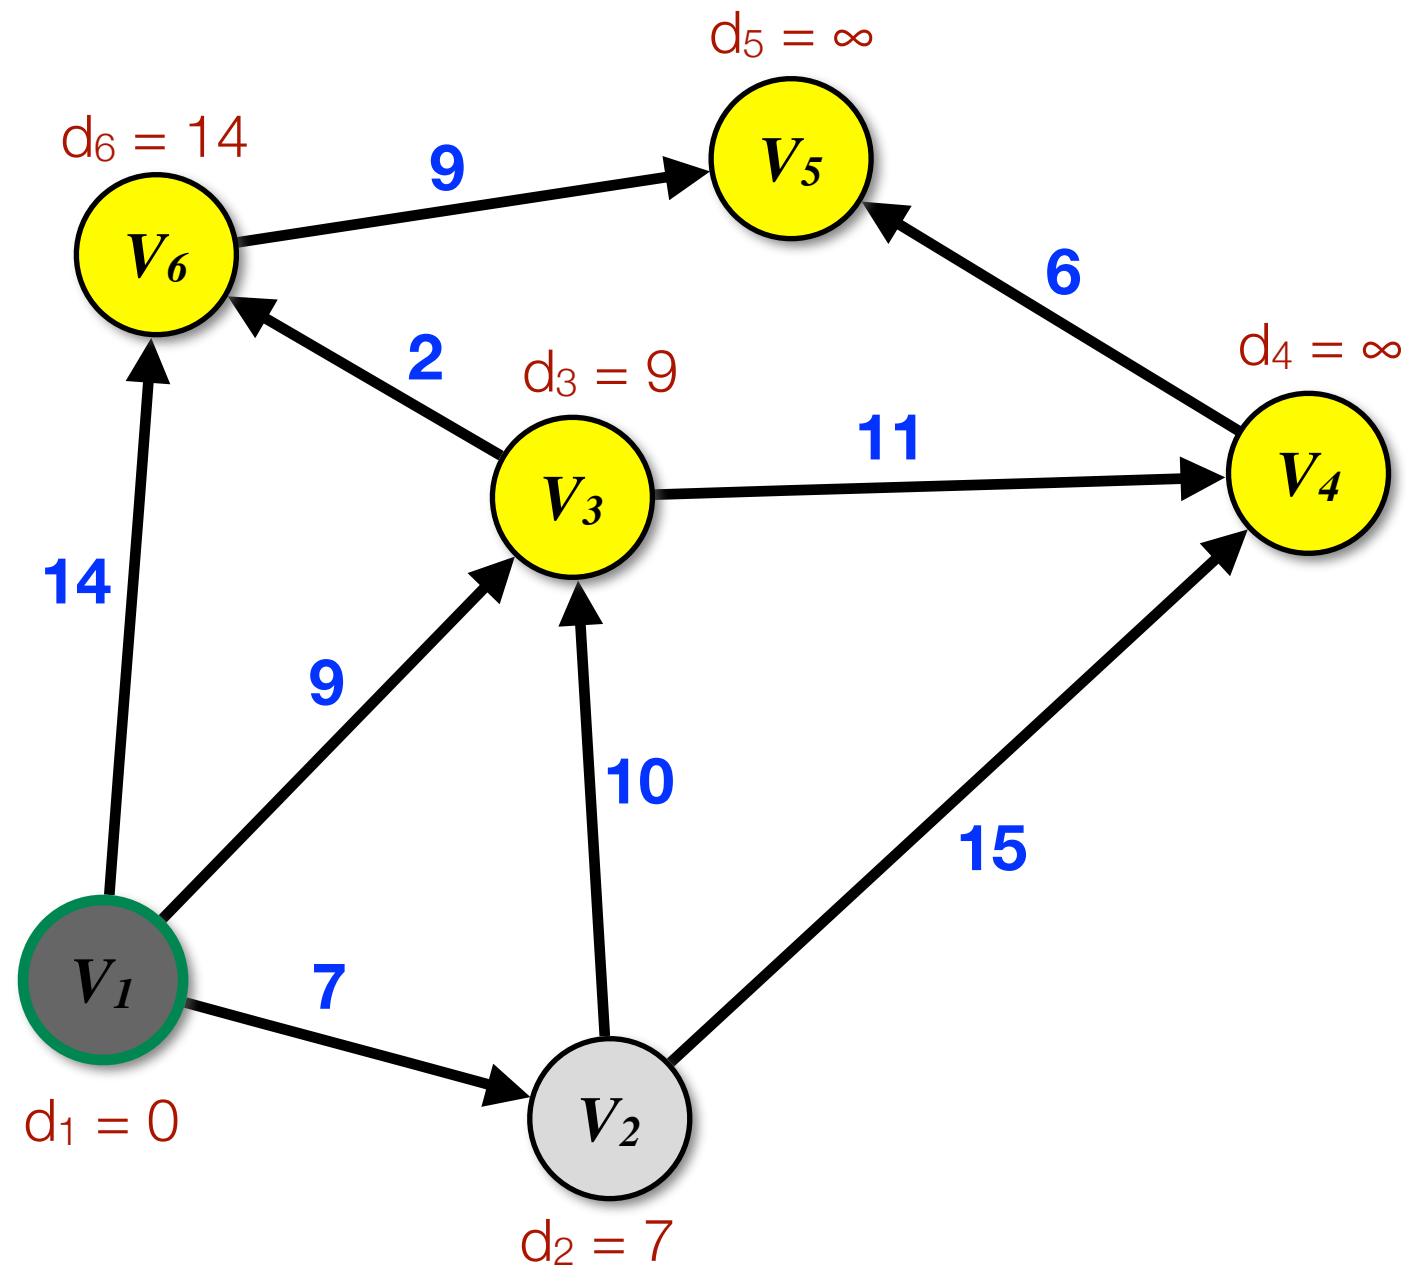 d₅ = ∞
V₅
d₆ = 14
9
V₆
6
2
d₃ = 9
d₄ = ∞
11
V₃
V₄
14
9
10
15
V₁
7
d₁ = 0
V₂
d₂ = 7